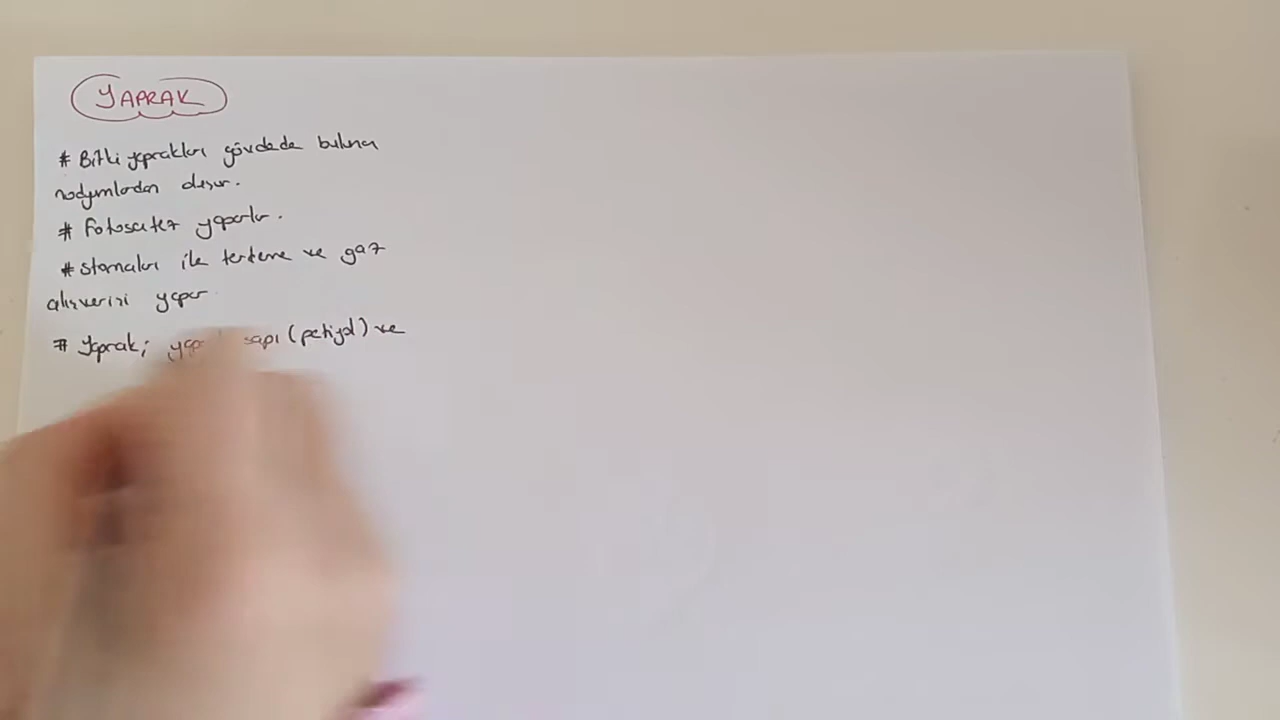 YAPRAK
# Bitki yaprakları gövdede bulunan
nodyumlardan oluşur.
# Fotosentez yaparlar.
# Stomaları ile terleme ve gaz
alışverişi yapar
# Yaprak; sapı (petiyol) ve